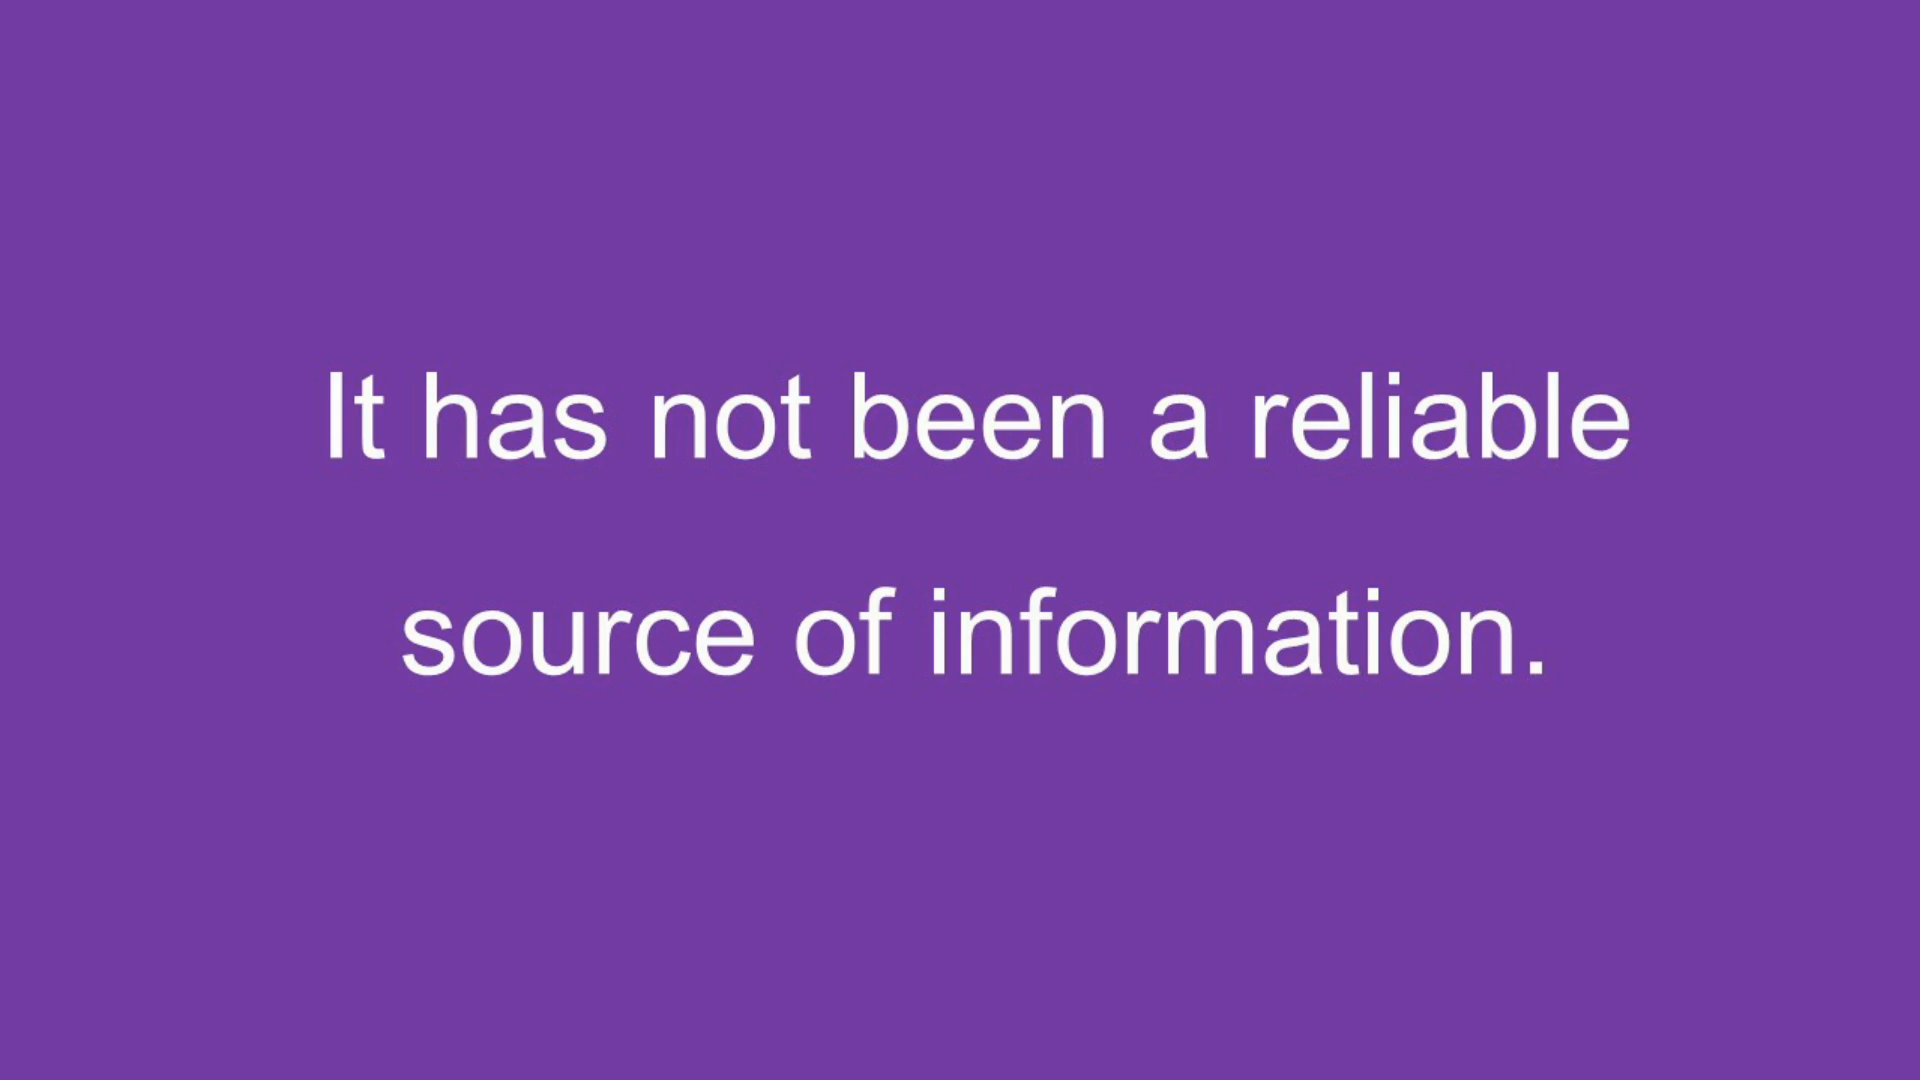 It has not been a reliable
source of information.